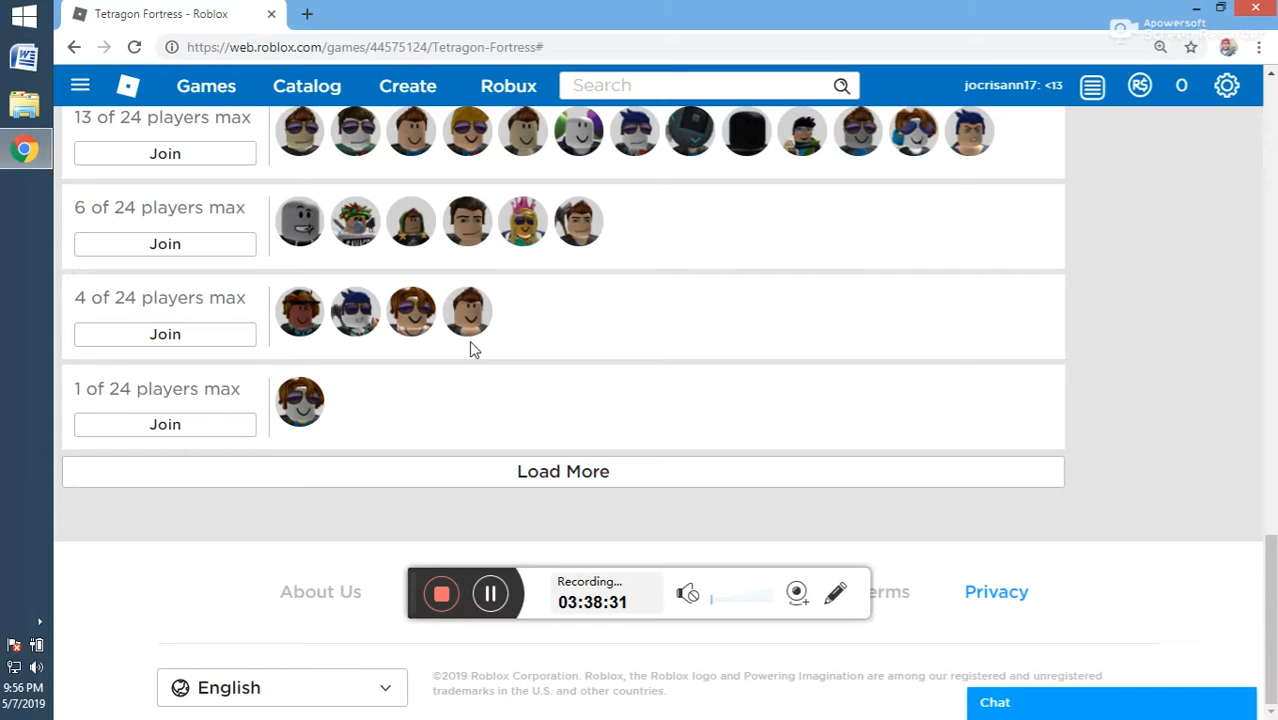 Tetragon Fortress - Roblox
https://web.roblox.com/games/44575124/Tetragon-Fortress#
Apowersoft
Screen Recorder
Games
Catalog
Create
Robux
Search
jocrisann17: <13
R$
0
13 of 24 players max
Join
6 of 24 players max
Join
4 of 24 players max
Join
1 of 24 players max
Join
Load More
About Us
Recording...
03:38:31
erms
Privacy
English
©2019 Roblox Corporation. Roblox, the Roblox logo and Powering Imagination are among our registered and unregistered
trademarks in the U.S. and other countries.
Chat
9:56 PM
5/7/2019